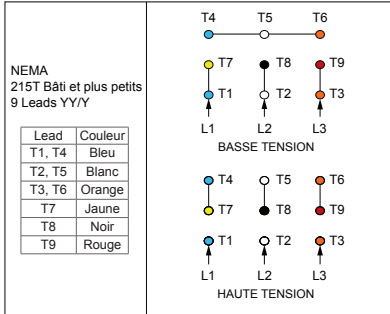 NEMA
215T Bâti et plus petits
9 Leads YY/Y
Lead Couleur
T1, T4 Bleu
T2, T5 Blanc
T3, T6 Orange
T7 Jaune
T8 Noir
T9 Rouge
T4 T5 T6
T7 T8 T9
T1 T2 T3
L1 L2 L3
BASSE TENSION
T4 T5 T6
T7 T8 T9
T1 T2 T3
L1 L2 L3
HAUTE TENSION